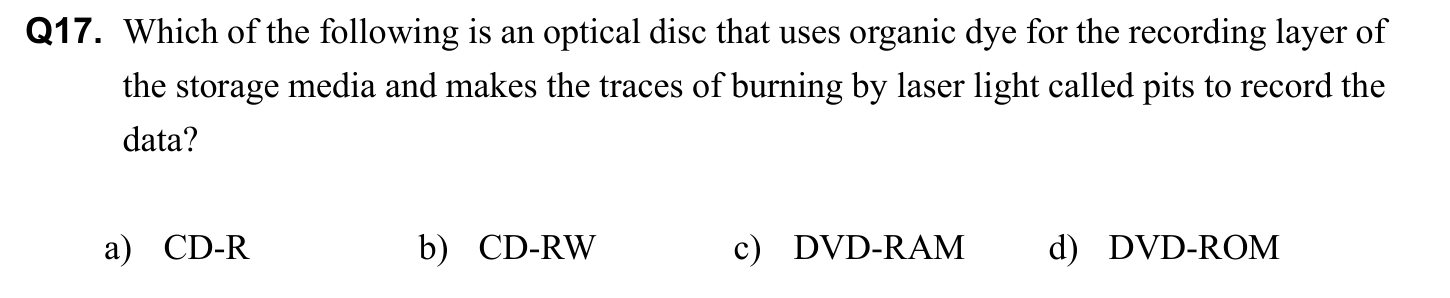 Q17. Which of the following is an optical disc that uses organic dye for the recording layer of
the storage media and makes the traces of burning by laser light called pits to record the
data?
a) CD-R b) CD-RW c) DVD-RAM d) DVD-ROM